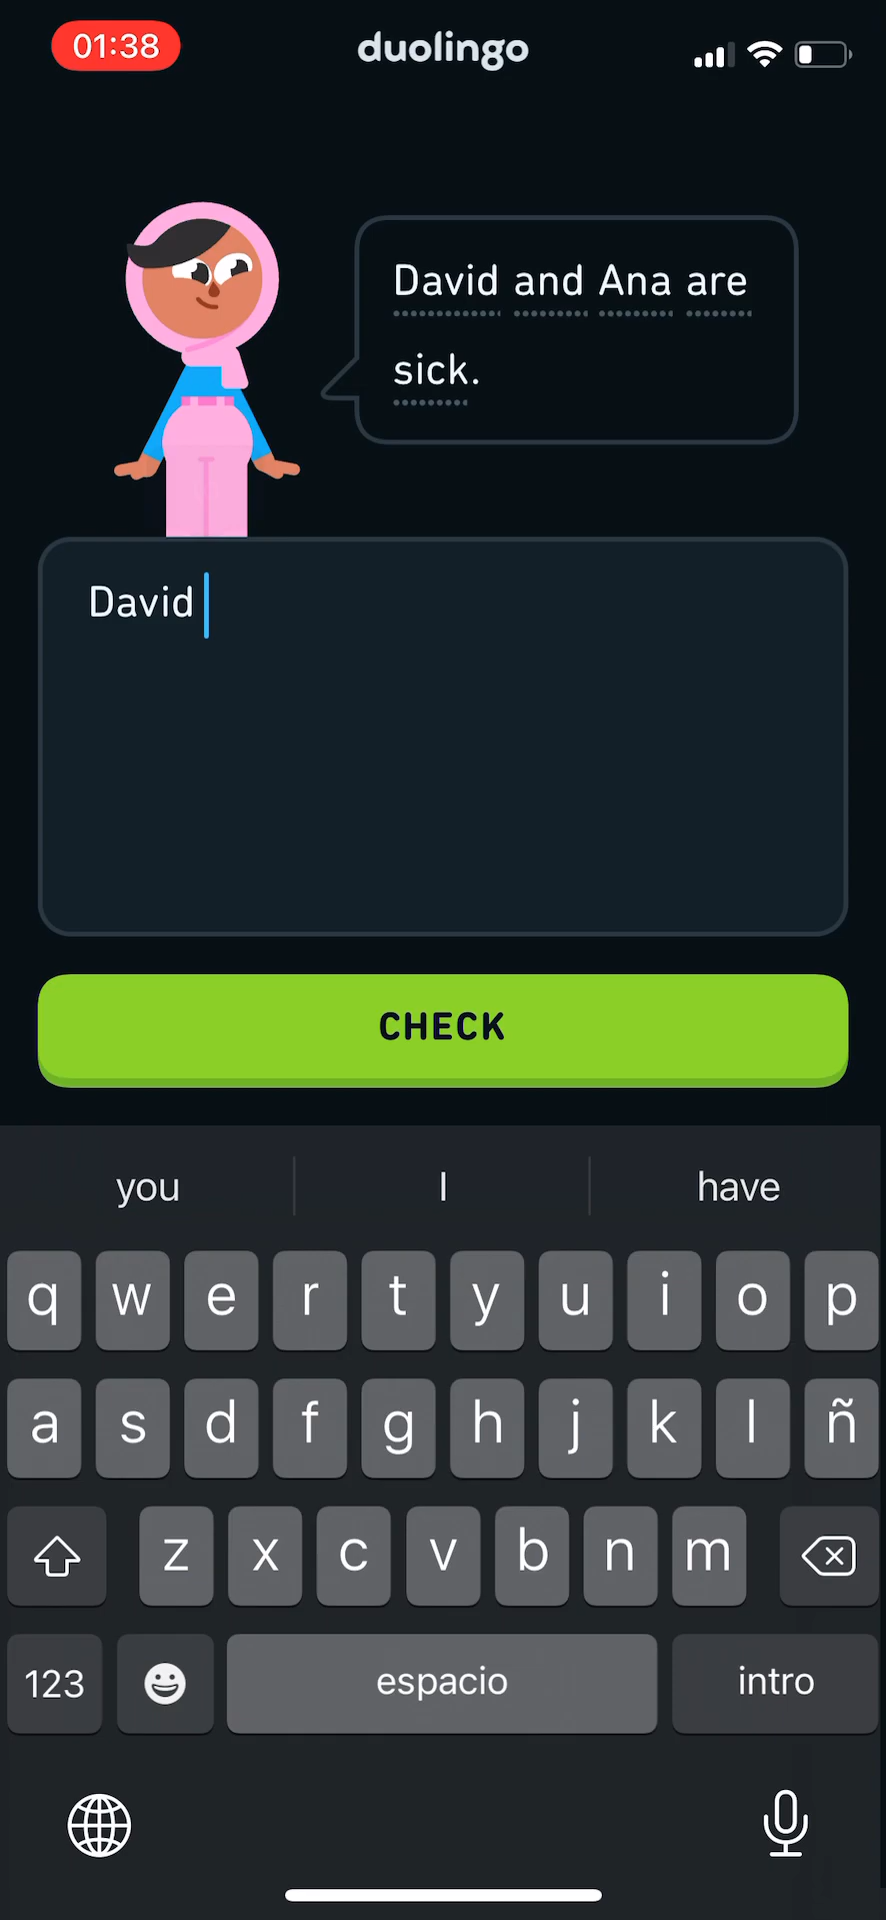 01:38 duolingo
David and Ana are
sick.
David
CHECK
you I have
q w e r t y u i o p
a s d f g h j k l ñ
z x c v b n m
123 espacio intro